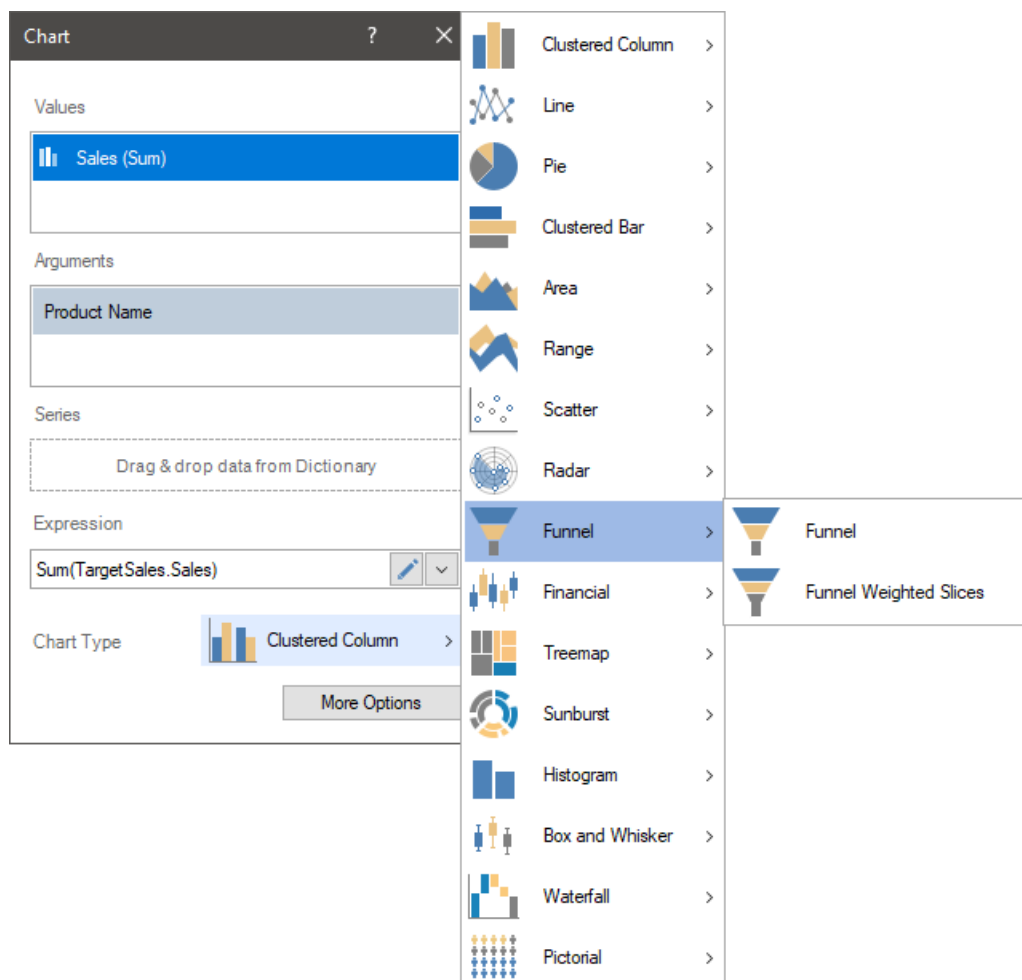 Chart ?
Values
Sales (Sum)
Arguments
Product Name
Series
Drag & drop data from Dictionary
Expression
Sum(TargetSales.Sales)
Chart Type
Clustered Column
More Options
Clustered Column
Line
Pie
Clustered Bar
Area
Range
Scatter
Radar
Funnel
Financial
Treemap
Sunburst
Histogram
Box and Whisker
Waterfall
Pictorial
Funnel
Funnel Weighted Slices